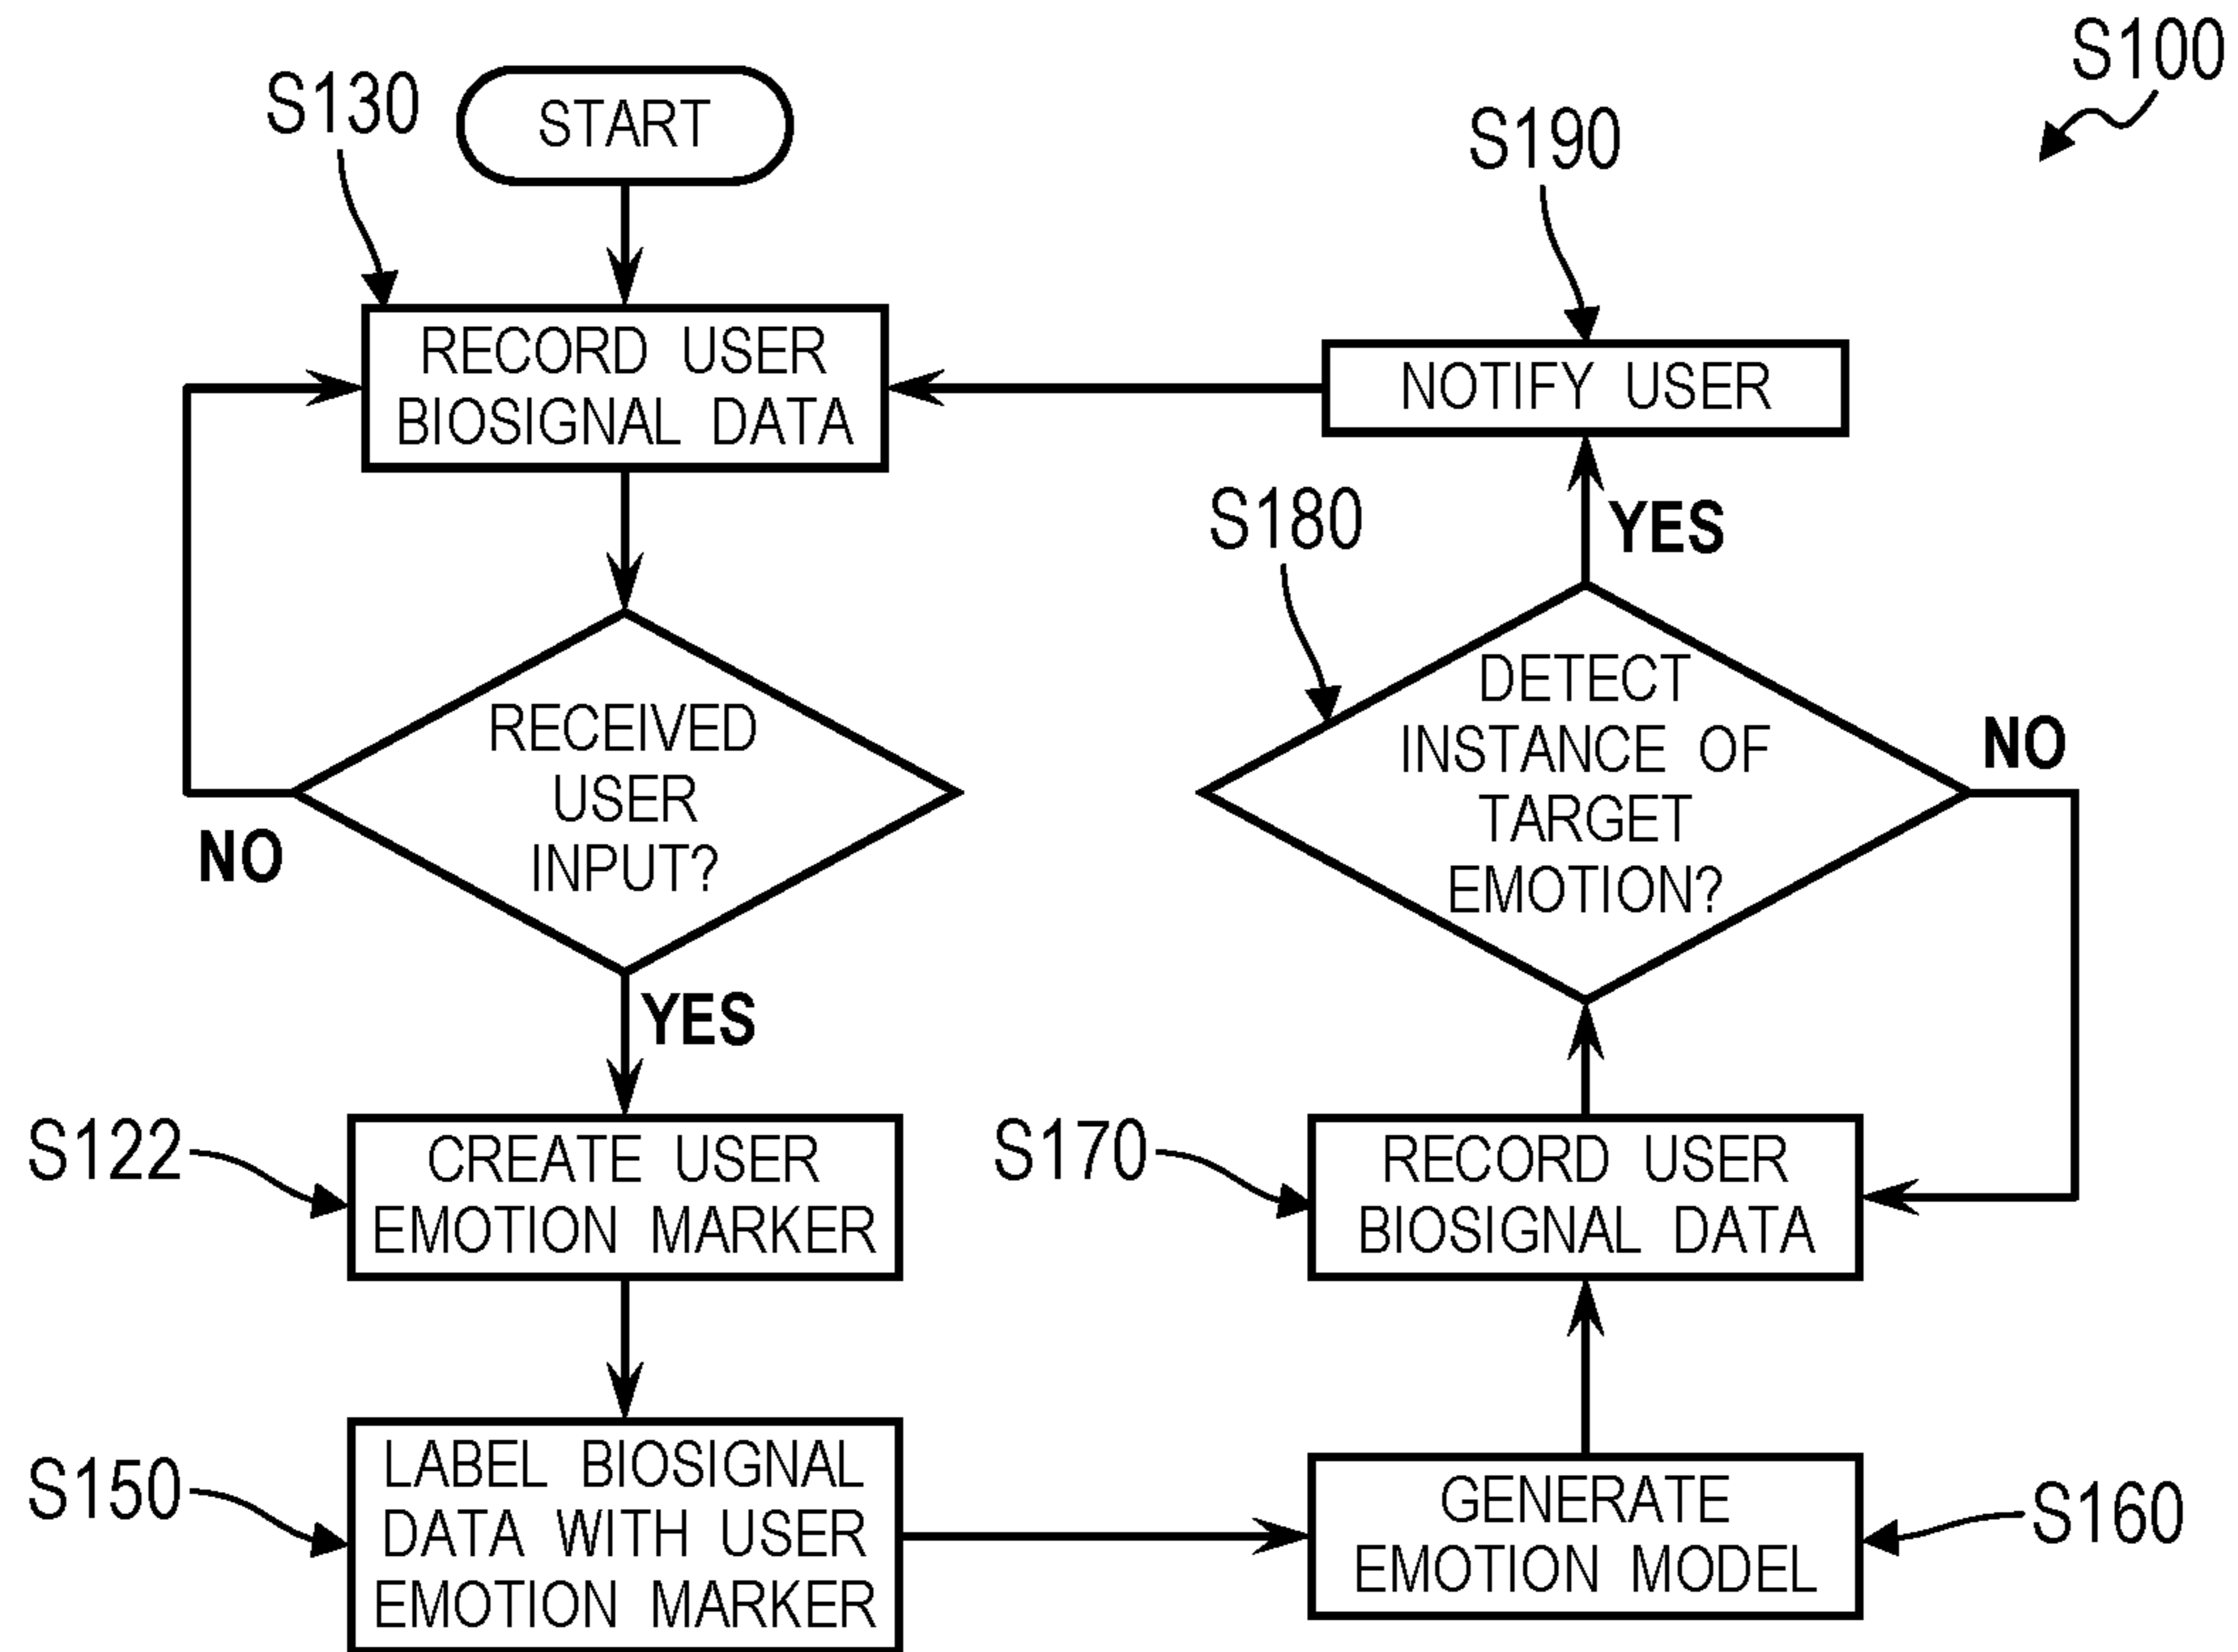 S100
S130
START
S190
RECORD USER
BIOSIGNAL DATA
NOTIFY USER
S180
YES
RECEIVED
USER
INPUT?
NO
DETECT
INSTANCE OF
TARGET
EMOTION?
NO
YES
S122
CREATE USER
EMOTION MARKER
S170
RECORD USER
BIOSIGNAL DATA
S150
LABEL BIOSIGNAL
DATA WITH USER
EMOTION MARKER
GENERATE
EMOTION MODEL
S160